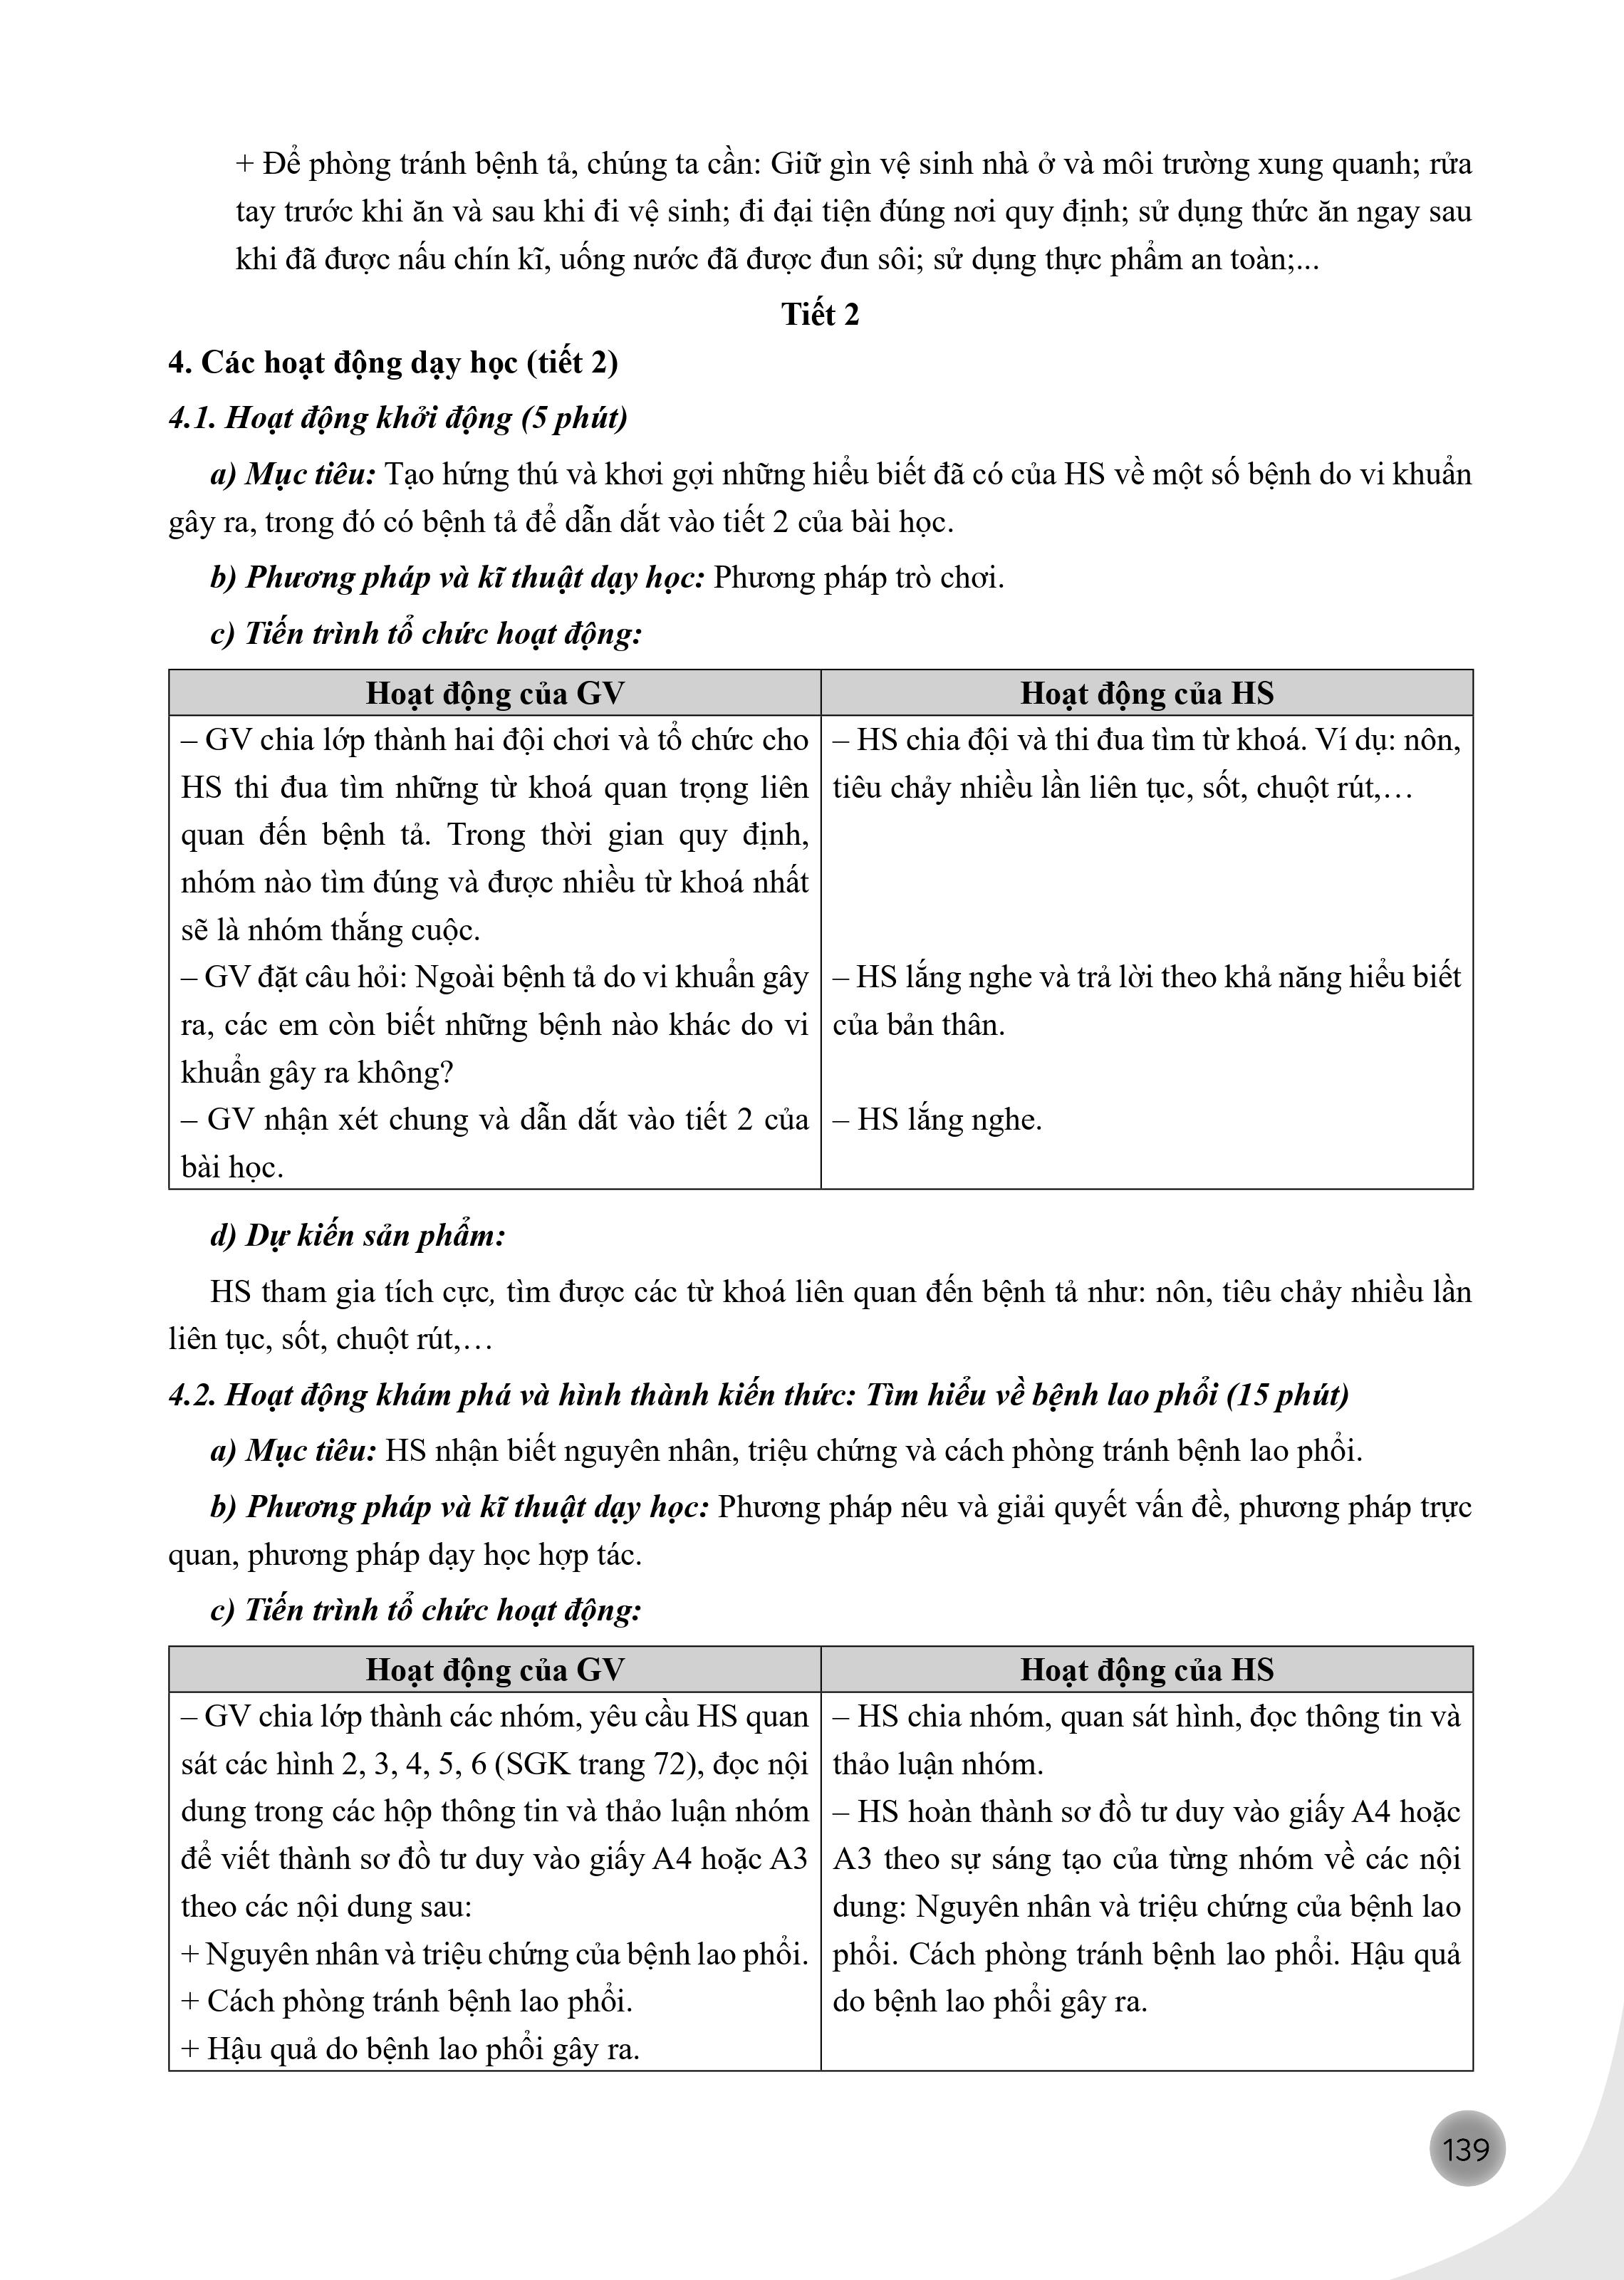 + Để phòng tránh bệnh tả, chúng ta cần: Giữ gìn vệ sinh nhà ở và môi trường xung quanh; rửa
tay trước khi ăn và sau khi đi vệ sinh; đi đại tiện đúng nơi quy định; sử dụng thức ăn ngay sau
khi đã được nấu chín kĩ, uống nước đã được đun sôi; sử dụng thực phẩm an toàn;...
Tiết 2
4. Các hoạt động dạy học (tiết 2)
4.1. Hoạt động khởi động (5 phút)
a) Mục tiêu: Tạo hứng thú và khơi gợi những hiểu biết đã có của HS về một số bệnh do vi khuẩn
gây ra, trong đó có bệnh tả để dẫn dắt vào tiết 2 của bài học.
b) Phương pháp và kĩ thuật dạy học: Phương pháp trò chơi.
c) Tiến trình tổ chức hoạt động:
Hoạt động của GV
– GV chia lớp thành hai đội chơi và tổ chức cho
HS thi đua tìm những từ khoá quan trọng liên
quan đến bệnh tả. Trong thời gian quy định,
nhóm nào tìm đúng và được nhiều từ khoá nhất
sẽ là nhóm thắng cuộc.
– GV đặt câu hỏi: Ngoài bệnh tả do vi khuẩn gây
ra, các em còn biết những bệnh nào khác do vi
khuẩn gây ra không?
– GV nhận xét chung và dẫn dắt vào tiết 2 của
bài học.
Hoạt động của HS
– HS chia đội và thi đua tìm từ khoá. Ví dụ: nôn,
tiêu chảy nhiều lần liên tục, sốt, chuột rút,…
– HS lắng nghe và trả lời theo khả năng hiểu biết
của bản thân.
– HS lắng nghe.
d) Dự kiến sản phẩm:
HS tham gia tích cực, tìm được các từ khoá liên quan đến bệnh tả như: nôn, tiêu chảy nhiều lần
liên tục, sốt, chuột rút,…
4.2. Hoạt động khám phá và hình thành kiến thức: Tìm hiểu về bệnh lao phổi (15 phút)
a) Mục tiêu: HS nhận biết nguyên nhân, triệu chứng và cách phòng tránh bệnh lao phổi.
b) Phương pháp và kĩ thuật dạy học: Phương pháp nêu và giải quyết vấn đề, phương pháp trực
quan, phương pháp dạy học hợp tác.
c) Tiến trình tổ chức hoạt động:
Hoạt động của GV
– GV chia lớp thành các nhóm, yêu cầu HS quan
sát các hình 2, 3, 4, 5, 6 (SGK trang 72), đọc nội
dung trong các hộp thông tin và thảo luận nhóm
để viết thành sơ đồ tư duy vào giấy A4 hoặc A3
theo các nội dung sau:
+ Nguyên nhân và triệu chứng của bệnh lao phổi.
+ Cách phòng tránh bệnh lao phổi.
+ Hậu quả do bệnh lao phổi gây ra.
Hoạt động của HS
– HS chia nhóm, quan sát hình, đọc thông tin và
thảo luận nhóm.
– HS hoàn thành sơ đồ tư duy vào giấy A4 hoặc
A3 theo sự sáng tạo của từng nhóm về các nội
dung: Nguyên nhân và triệu chứng của bệnh lao
phổi. Cách phòng tránh bệnh lao phổi. Hậu quả
do bệnh lao phổi gây ra.
139